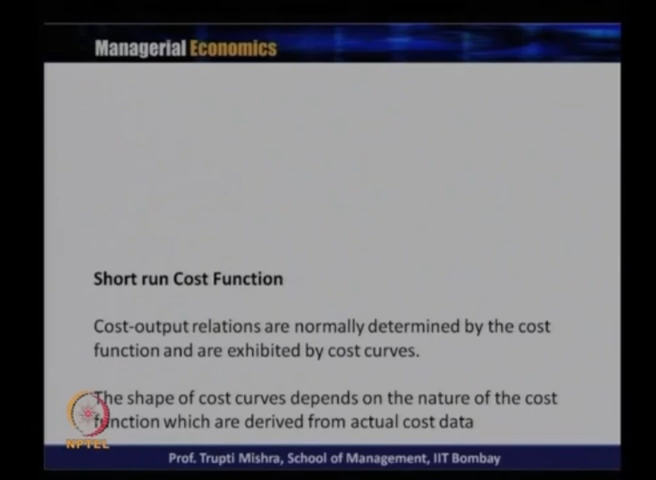 Managerial Economics
Short run Cost Function
Cost-output relations are normally determined by the cost
function and are exhibited by cost curves.
The shape of cost curves depends on the nature of the cost
function which are derived from actual cost data
NPTEL
Prof. Trupti Mishra, School of Management, IIT Bombay